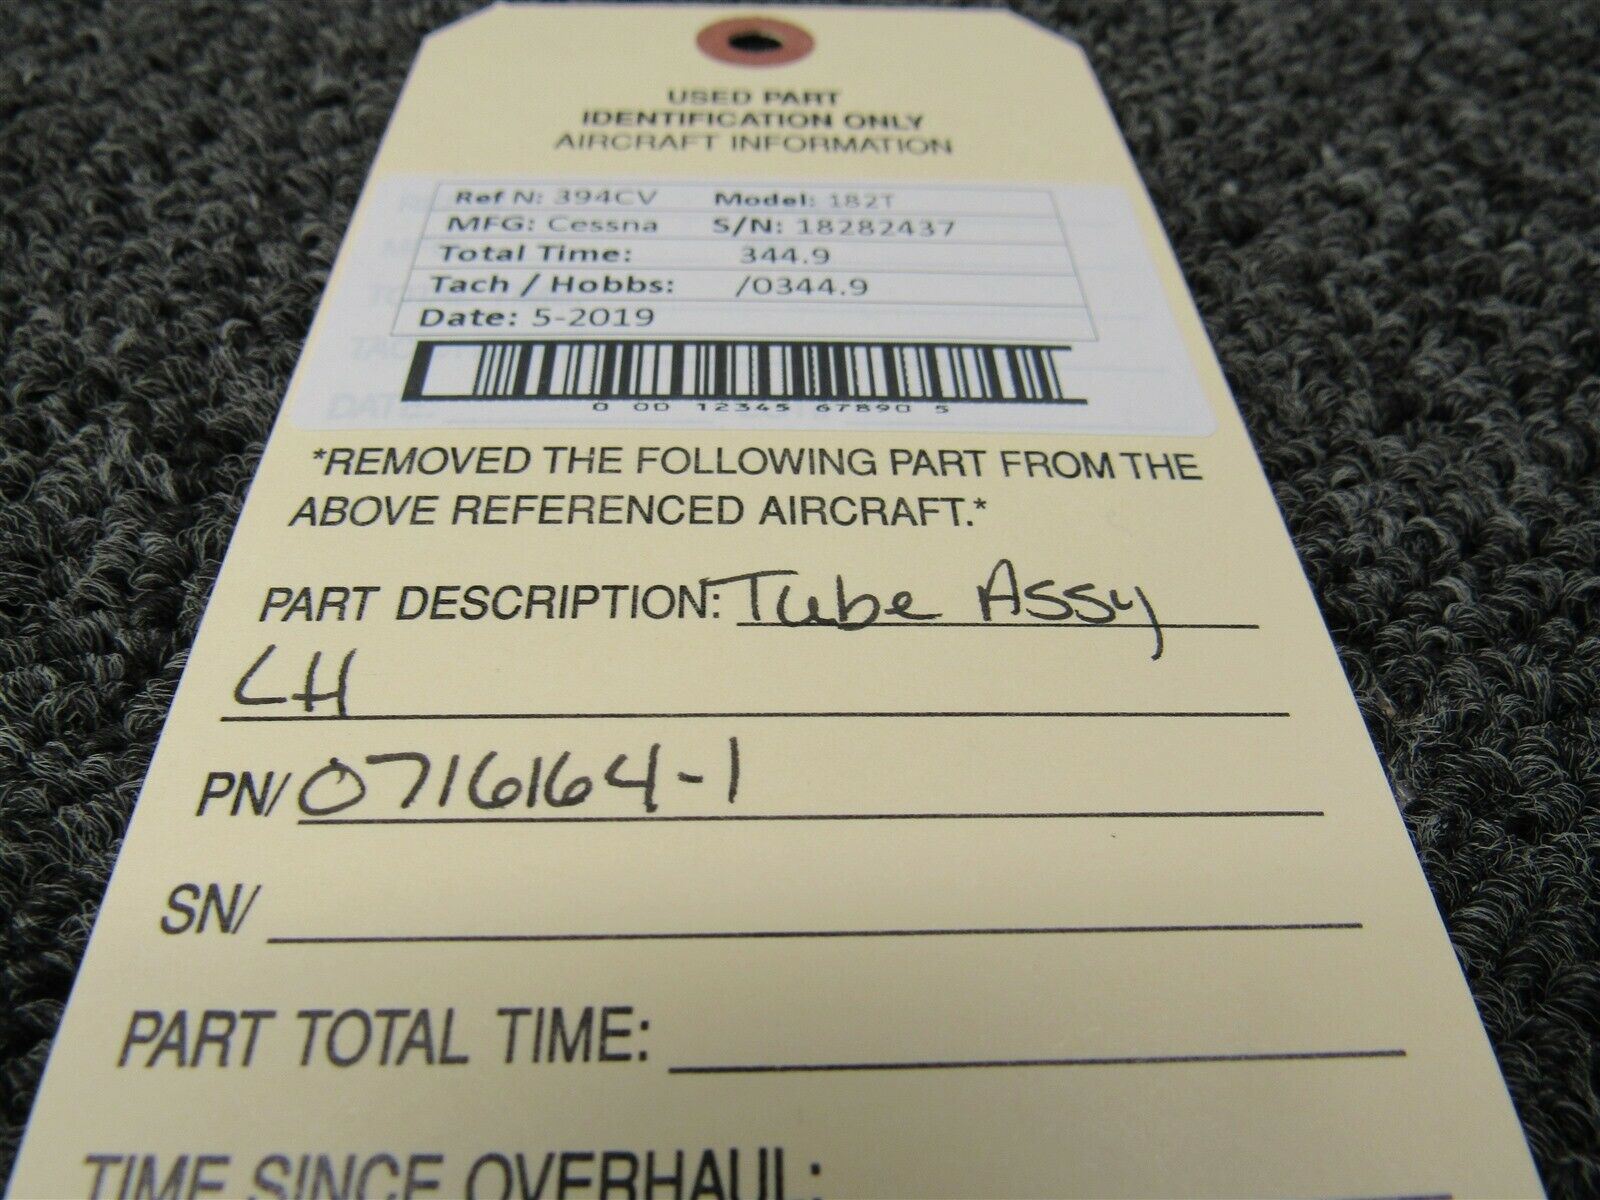 USED PART
IDENTIFICATION ONLY
AIRCRAFT INFORMATION
Ref N: 394CV Model: 182T
MFG: Cessna S/N: 18282437
Total Time: 344.9
Tach / Hobbs: /0344.9
Date: 5-2019
DATE:
0 00 12345 67890 5
*REMOVED THE FOLLOWING PART FROM THE
ABOVE REFERENCED AIRCRAFT.*
PART DESCRIPTION: Tube Assy
LH
PN/ 0716164-1
SN/
PART TOTAL TIME:
TIME SINCE OVERHAUL: